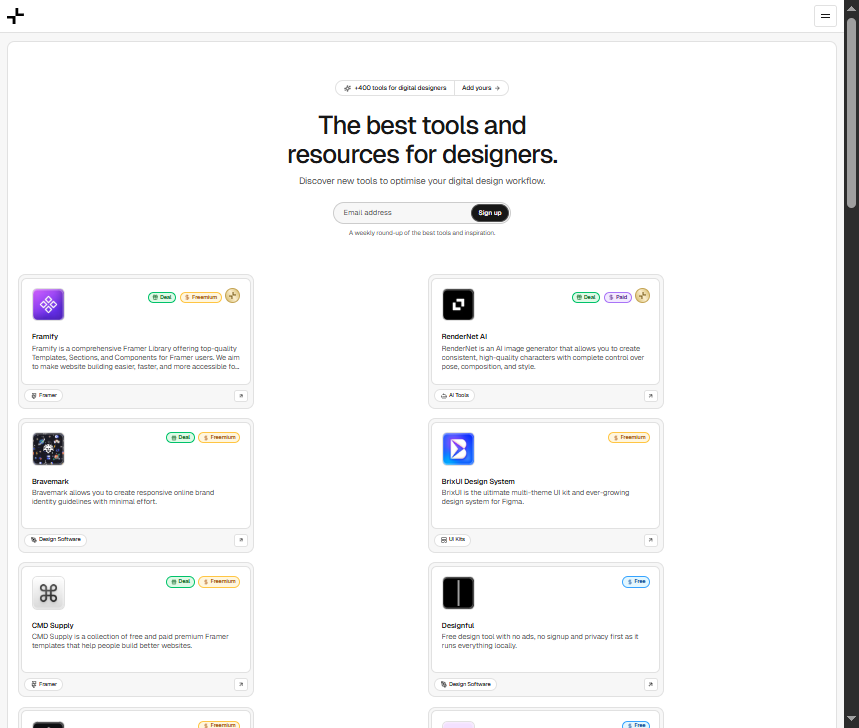 +400 tools for digital designers
Add yours →
The best tools and
resources for designers.
Discover new tools to optimise your digital design workflow.
Email address
Sign up
A weekly round-up of the best tools and inspiration.
Deal
$ Freemium
Framify
Framify is a comprehensive Framer Library offering top-quality
Templates, Sections, and Components for Framer users. We aim
to make website building easier, faster, and more accessible fo...
Framer
Deal
$ Paid
RenderNet AI
RenderNet is an AI image generator that allows you to create
consistent, high-quality characters with complete control over
pose, composition, and style.
AI Tools
Deal
$ Freemium
Bravemark
Bravemark allows you to create responsive online brand
identity guidelines with minimal effort.
Design Software
$ Freemium
BrixUI Design System
BrixUI is the ultimate multi-theme UI kit and ever-growing
design system for Figma.
UI Kits
Deal
$ Freemium
CMD Supply
CMD Supply is a collection of free and paid premium Framer
templates that help people build better websites.
Framer
$ Free
Designful
Free design tool with no ads, no signup and privacy first as it
runs everything locally.
Design Software
$ Freemium
$ Free